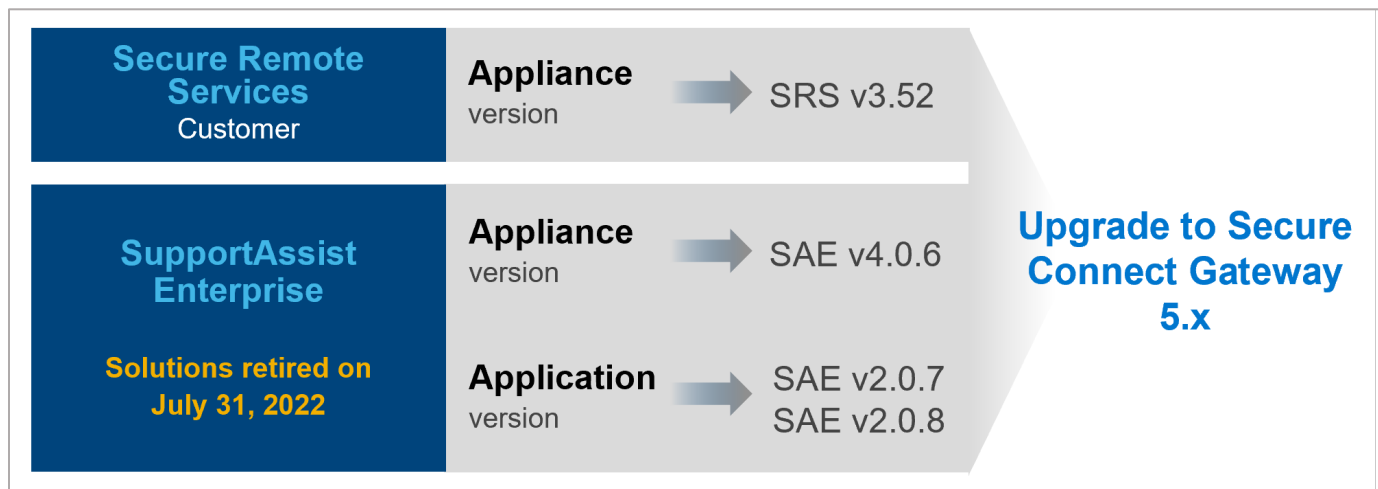 Secure Remote
Services
Customer
Appliance
version
SRS v3.52
SupportAssist
Enterprise
Solutions retired on
July 31, 2022
Appliance
version
SAE v4.0.6
Application
version
SAE v2.0.7
SAE v2.0.8
Upgrade to Secure
Connect Gateway
5.x